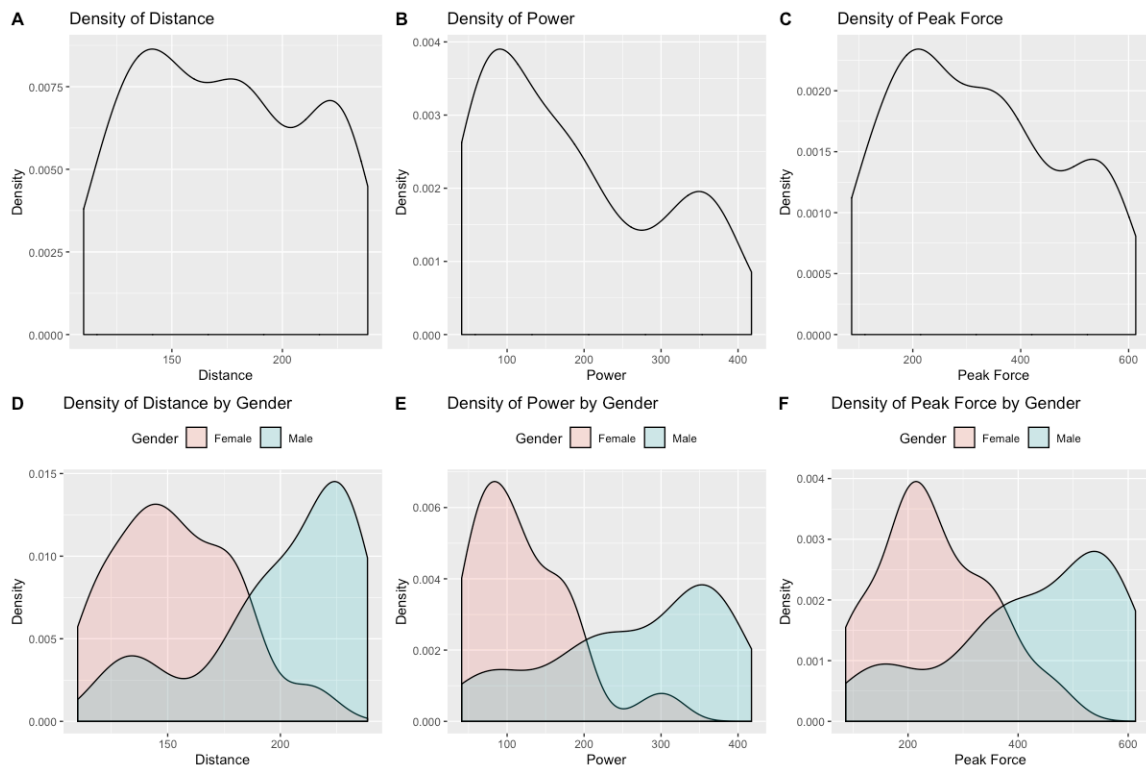 A Density of Distance
0.0075
0.0050
0.0025
0.0000
Density
150 200
Distance
B Density of Power
0.004
0.003
0.002
0.001
0.000
Density
100 200 300 400
Power
C Density of Peak Force
0.0020
0.0015
0.0010
0.0005
0.0000
Density
200 400 600
Peak Force
D Density of Distance by Gender
Gender Female Male
0.015
0.010
0.005
0.000
Density
150 200
Distance
E Density of Power by Gender
Gender Female Male
0.006
0.004
0.002
0.000
Density
100 200 300 400
Power
F Density of Peak Force by Gender
Gender Female Male
0.004
0.003
0.002
0.001
0.000
Density
200 400 600
Peak Force